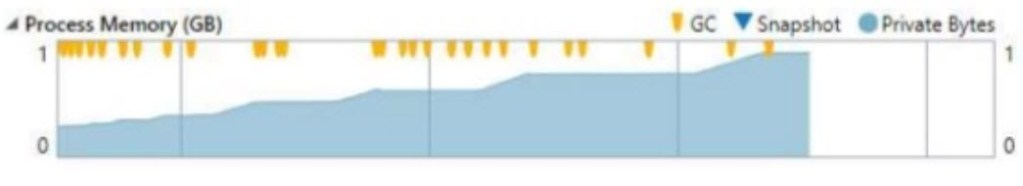 Process Memory (GB) GC Snapshot Private Bytes
1 1
0 0